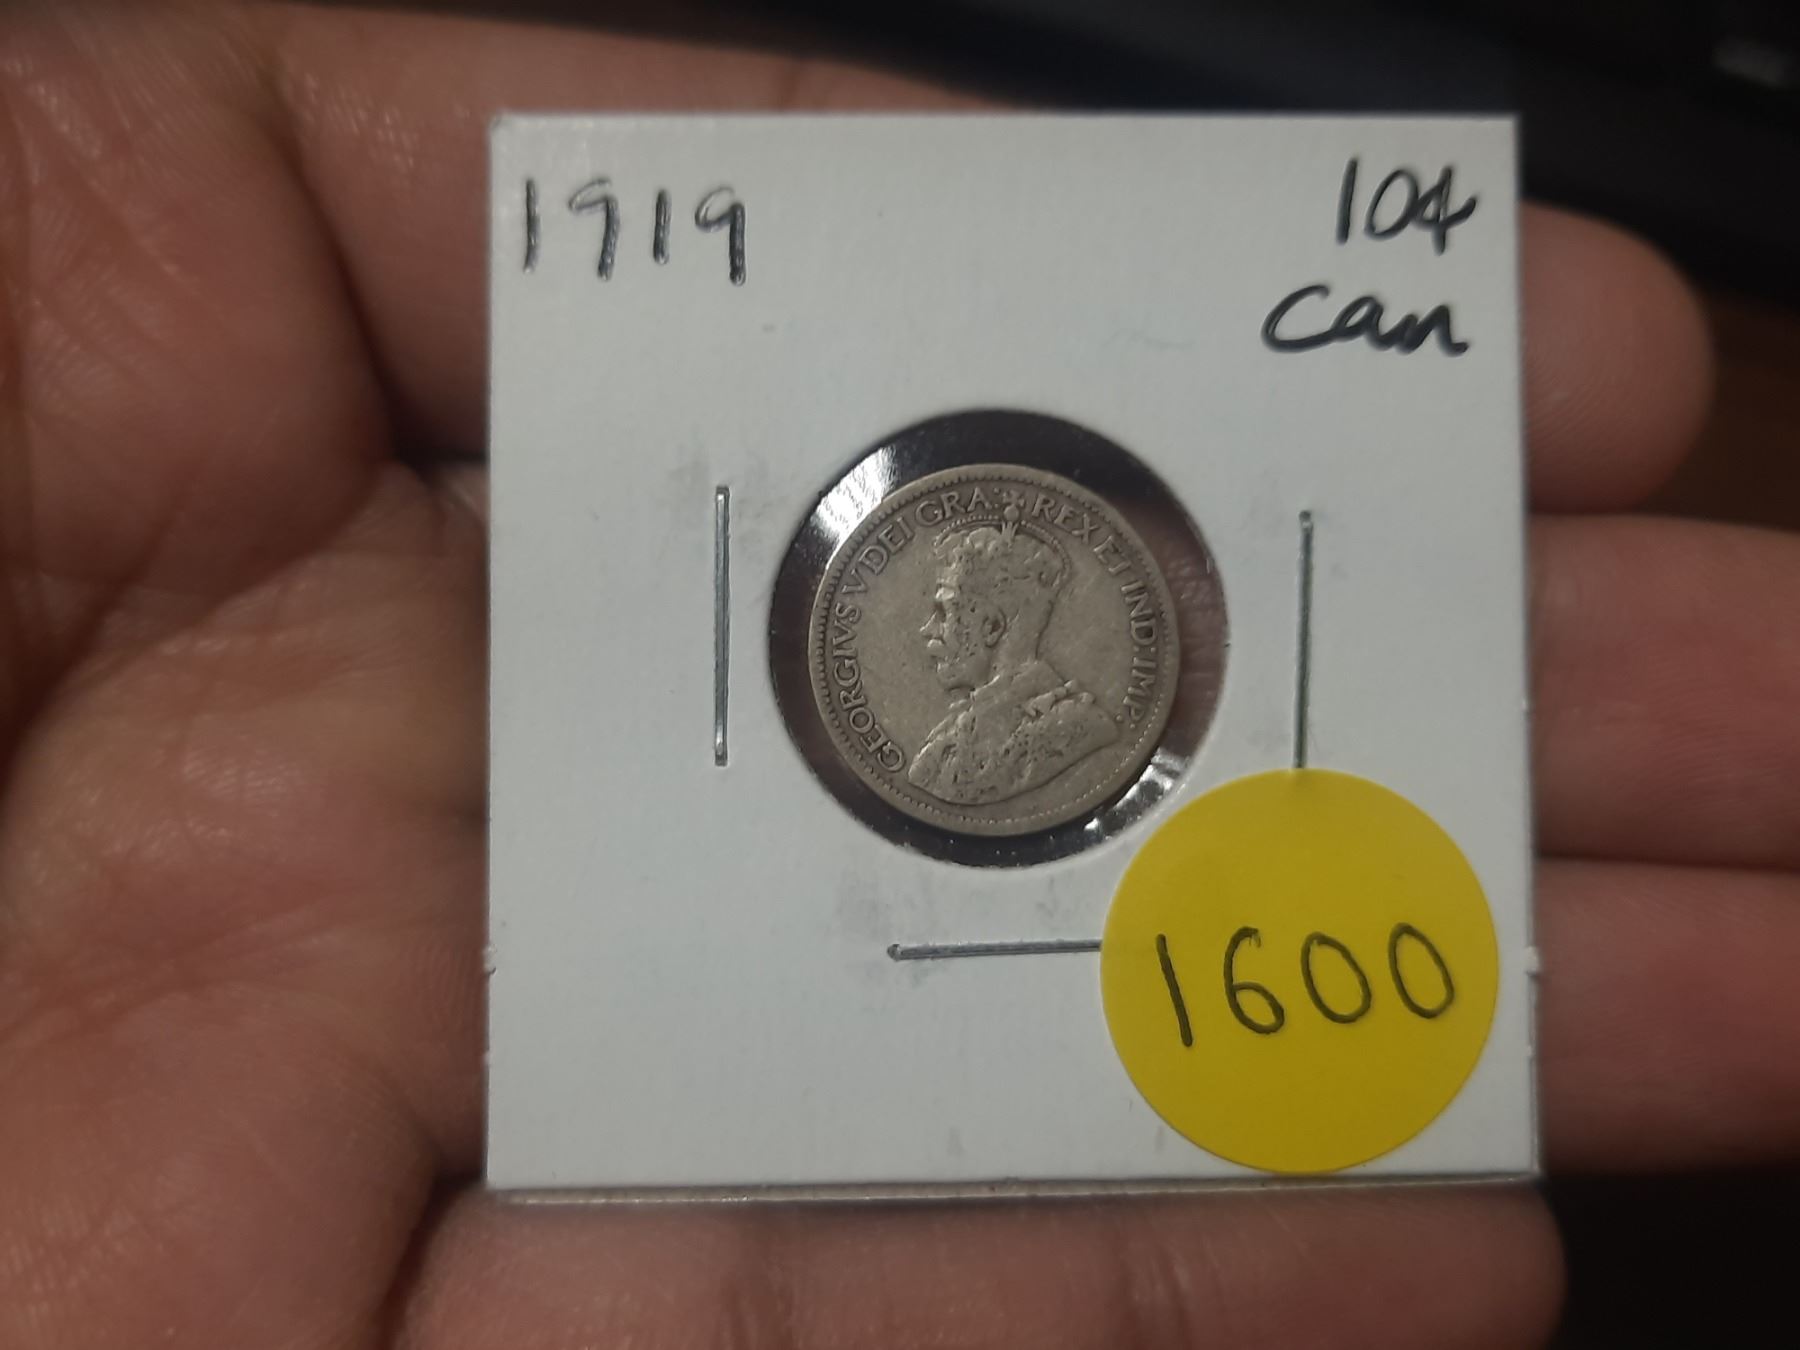 1919
10¢
Can
GEORGIVS V DEI GRA: REX ET IND: IMP.
1600